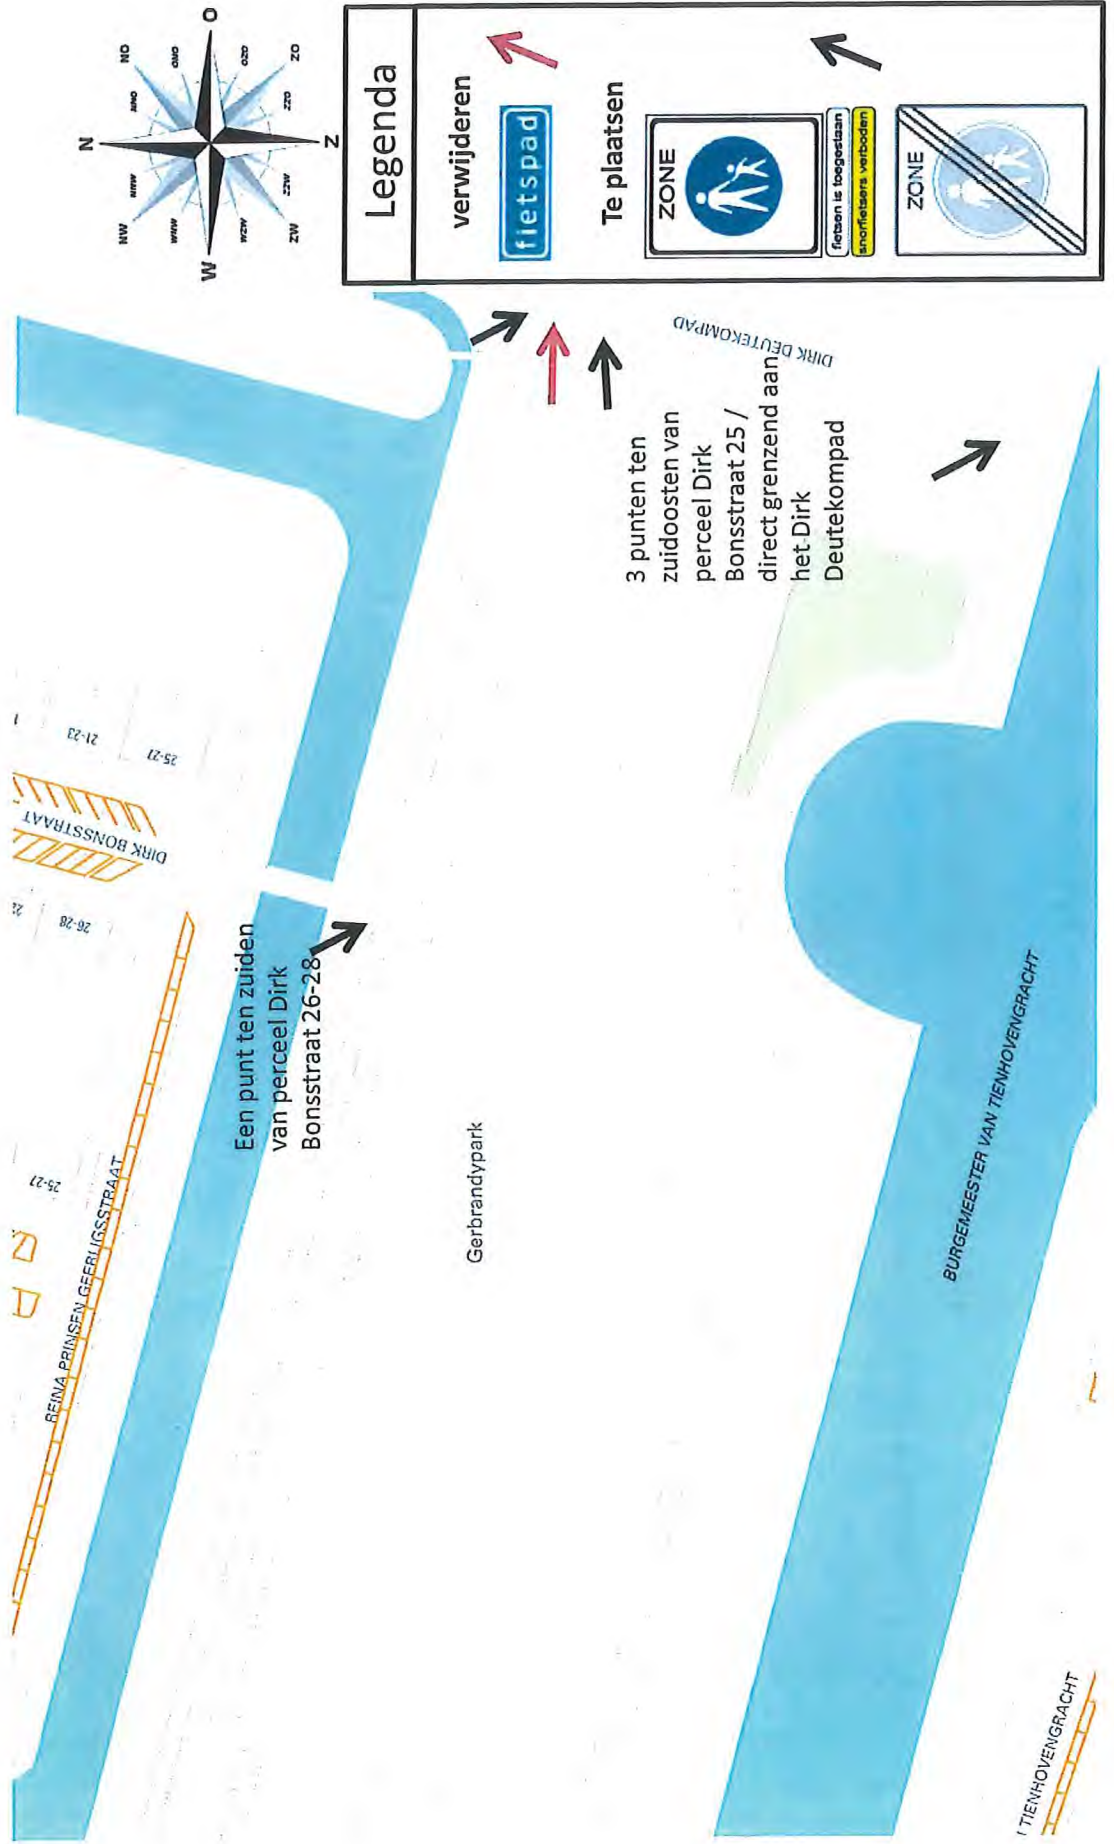 N
NNO
NO
ONO
O
OZO
ZO
ZZO
Z
ZZW
ZW
WZW
W
WNW
NW
NNW
Legenda
verwijderen
fietspad
Te plaatsen
ZONE
fietsen is toegestaan
snorfietsers verboden
ZONE
REINA PRINSEN GEERLIGSSTRAAT
25-27
26-28
22
DIRK BONSSTRAAT
1
21-23
25-27
Een punt ten zuiden
van perceel Dirk
Bonsstraat 26-28
Gerbrandypark
3 punten ten
zuidoosten van
perceel Dirk
Bonsstraat 25 /
direct grenzend aan
het Dirk
Deutekompad
DIRK DEUTEKOMPAD
BURGEMEESTER VAN TIENHOVENGRACHT
TIENHOVENGRACHT